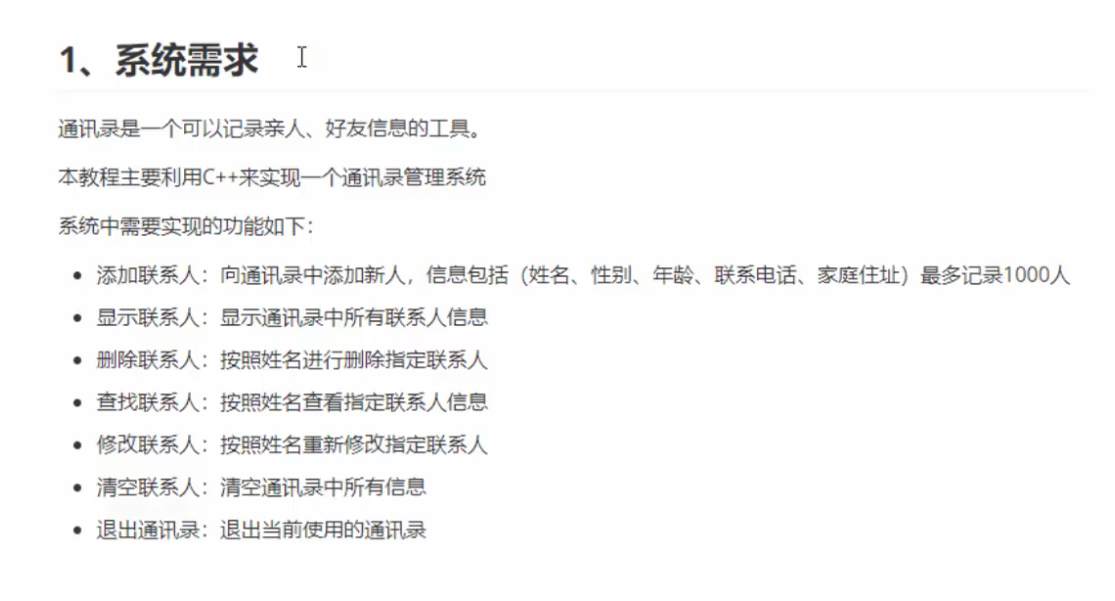 1、系统需求
通讯录是一个可以记录亲人、好友信息的工具。
本教程主要利用C++来实现一个通讯录管理系统
系统中需要实现的功能如下：
• 添加联系人：向通讯录中添加新人，信息包括（姓名、性别、年龄、联系电话、家庭住址）最多记录1000人
• 显示联系人：显示通讯录中所有联系人信息
• 删除联系人：按照姓名进行删除指定联系人
• 查找联系人：按照姓名查看指定联系人信息
• 修改联系人：按照姓名重新修改指定联系人
• 清空联系人：清空通讯录中所有信息
• 退出通讯录：退出当前使用的通讯录